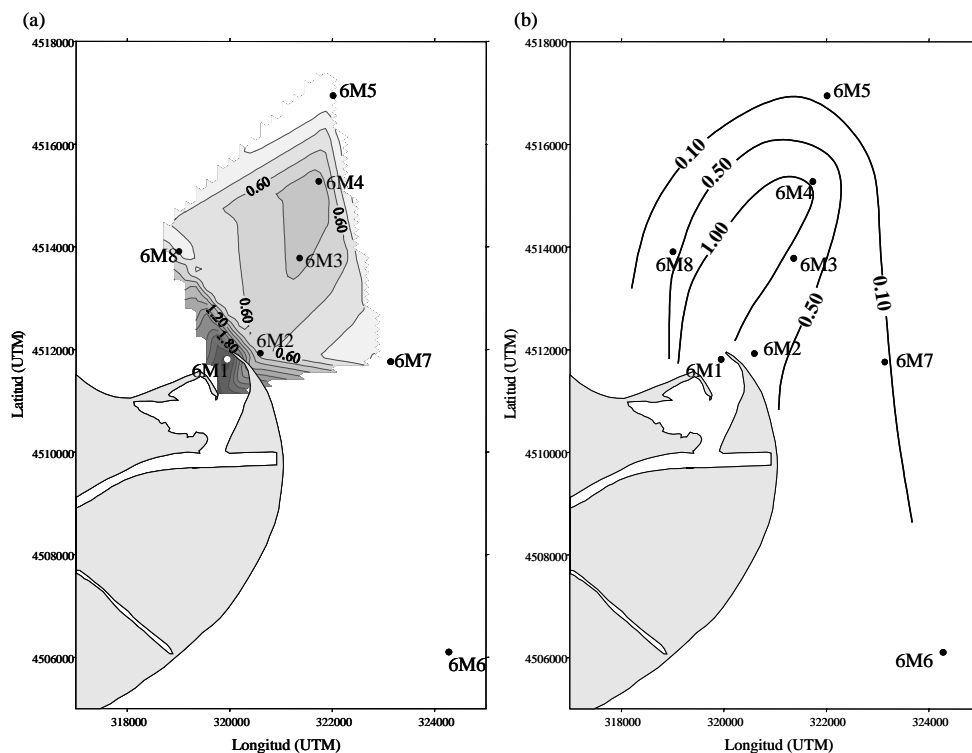 (a)
(b)
4518000
4516000
4514000
4512000
4510000
4508000
4506000
318000
320000
322000
324000
Latitud (UTM)
Longitud (UTM)
6M5
0.60
6M4
0.60
6M8
6M3
0.60
1.20
1.80
6M2
0.60
6M1
6M7
6M6
4518000
4516000
4514000
4512000
4510000
4508000
4506000
318000
320000
322000
324000
Latitud (UTM)
Longitud (UTM)
6M5
0.10
0.50
6M4
1.00
6M8
6M3
0.50
0.10
6M2
6M1
6M7
6M6